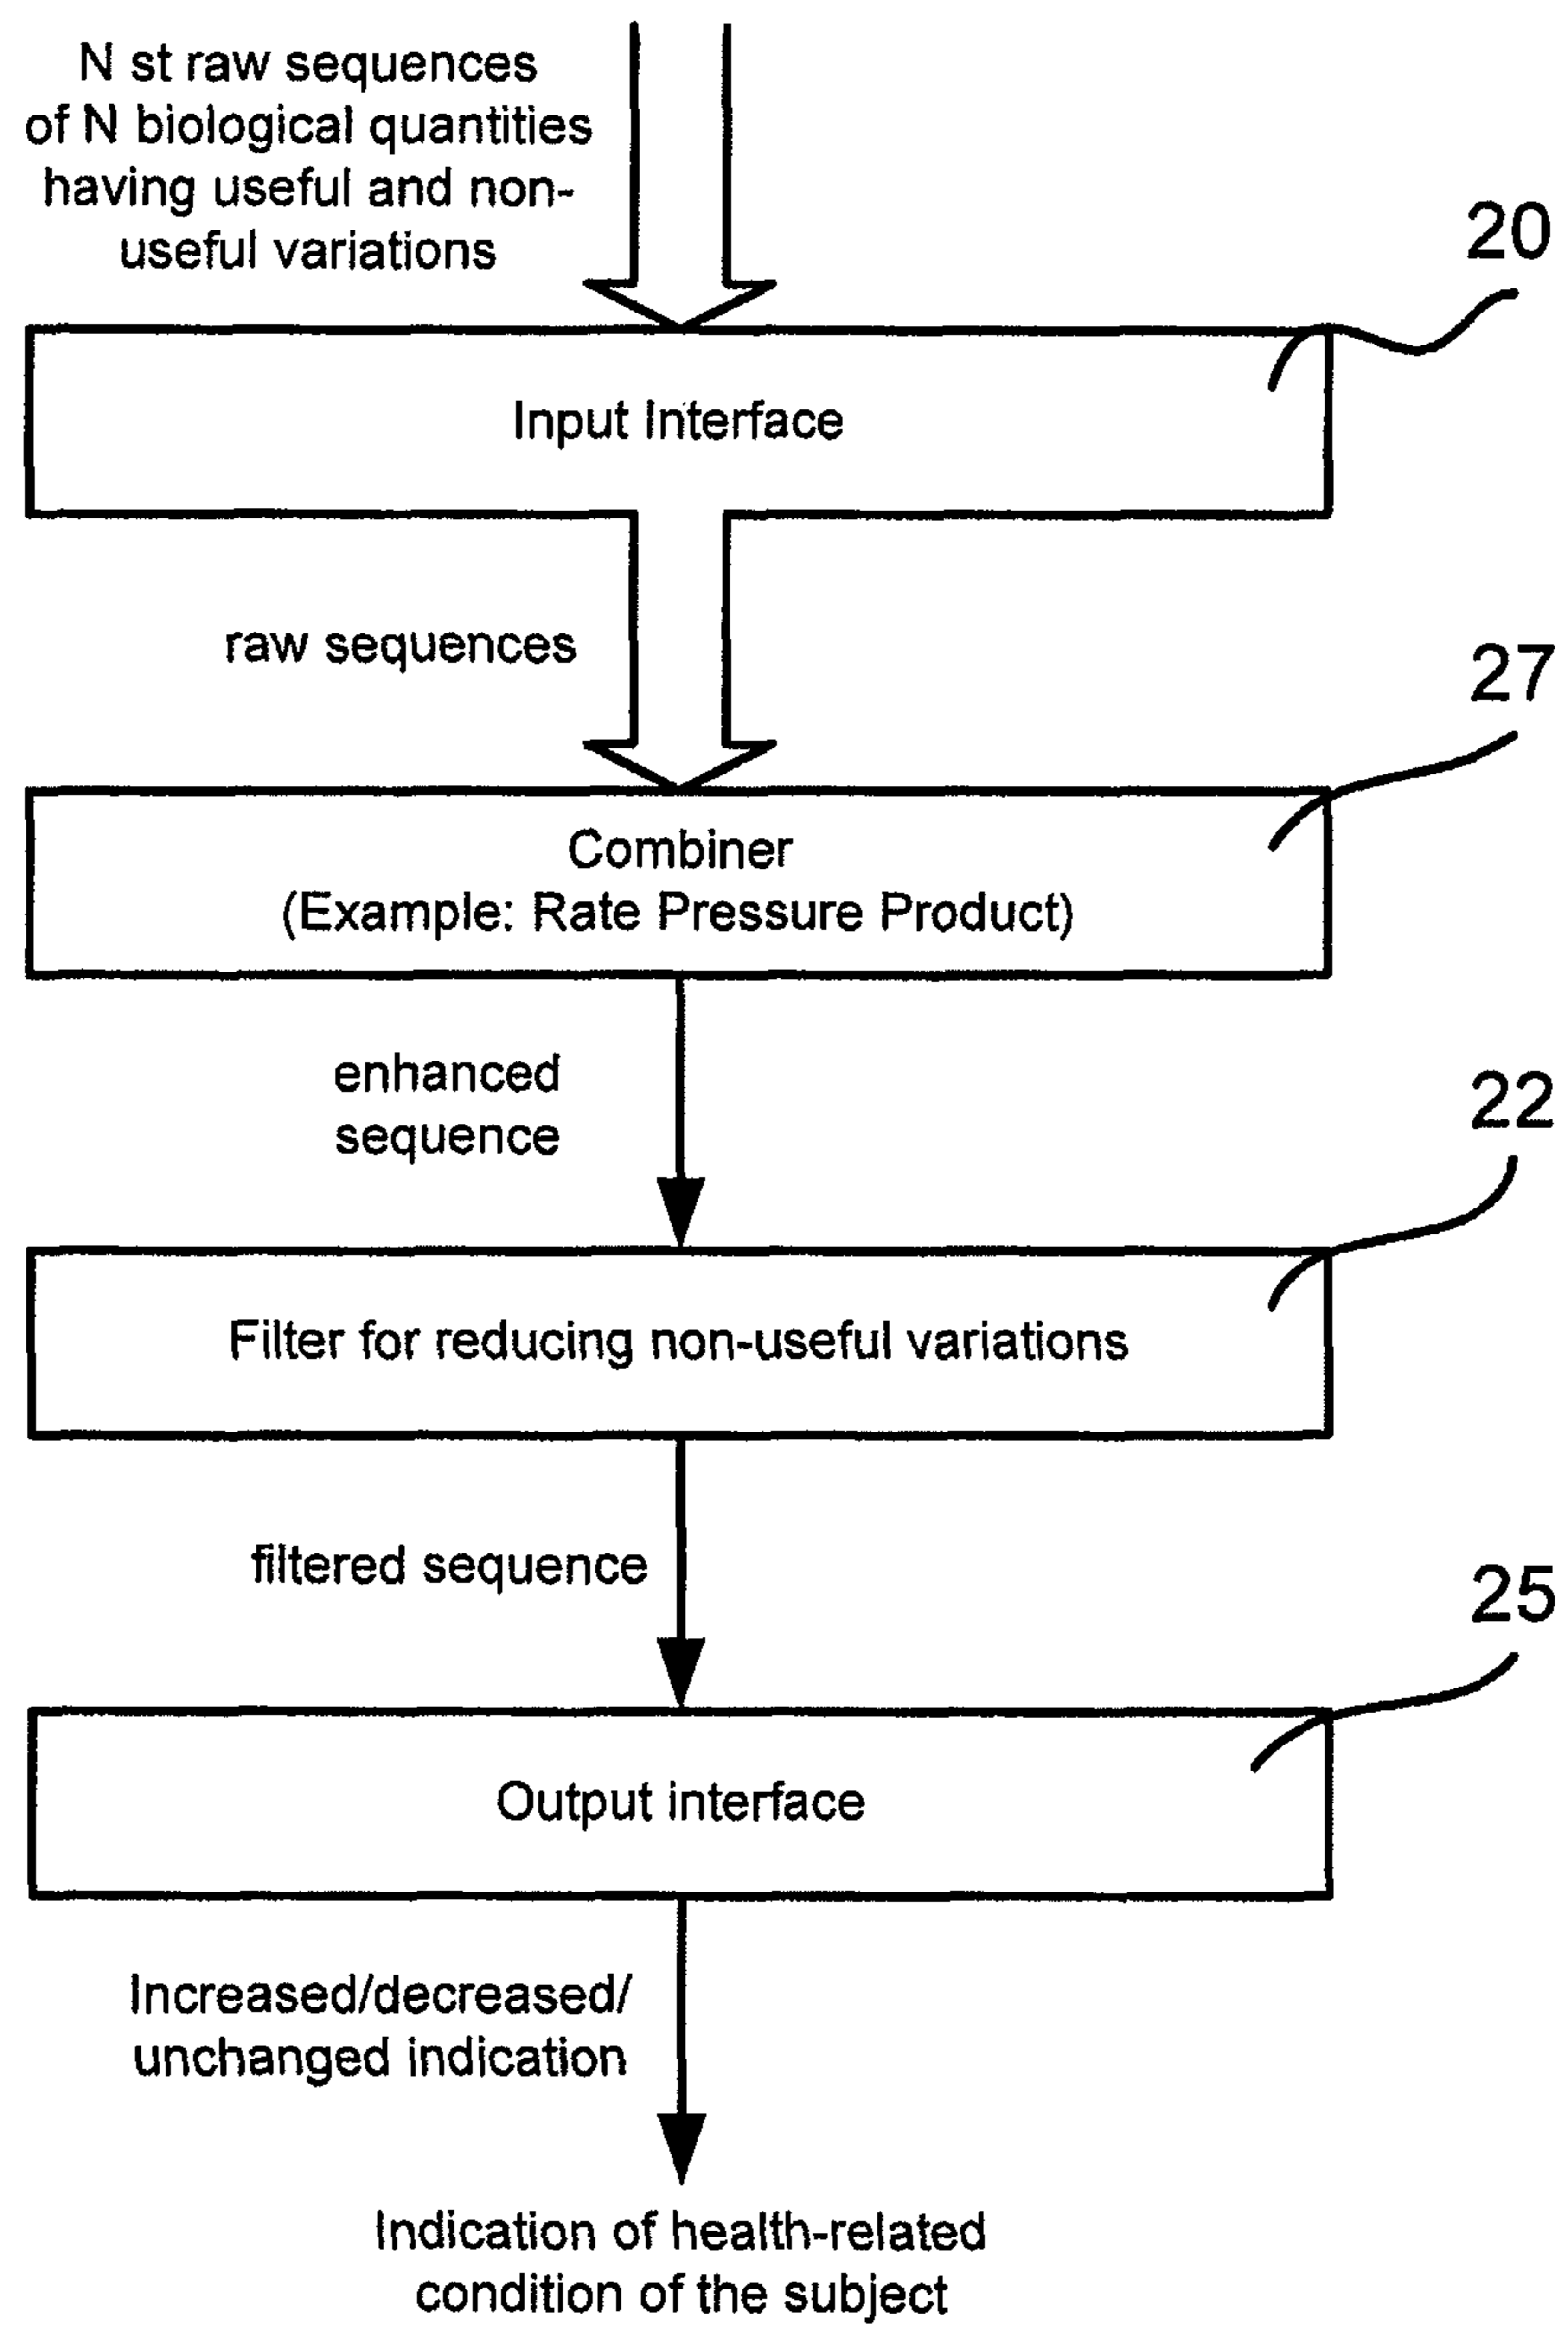 N st raw sequences
of N biological quantities
having useful and non-
useful variations
20
Input Interface
raw sequences
27
Combiner
(Example: Rate Pressure Product)
enhanced
sequence
22
Filter for reducing non-useful variations
filtered sequence
25
Output interface
Increased/decreased/
unchanged indication
Indication of health-related
condition of the subject